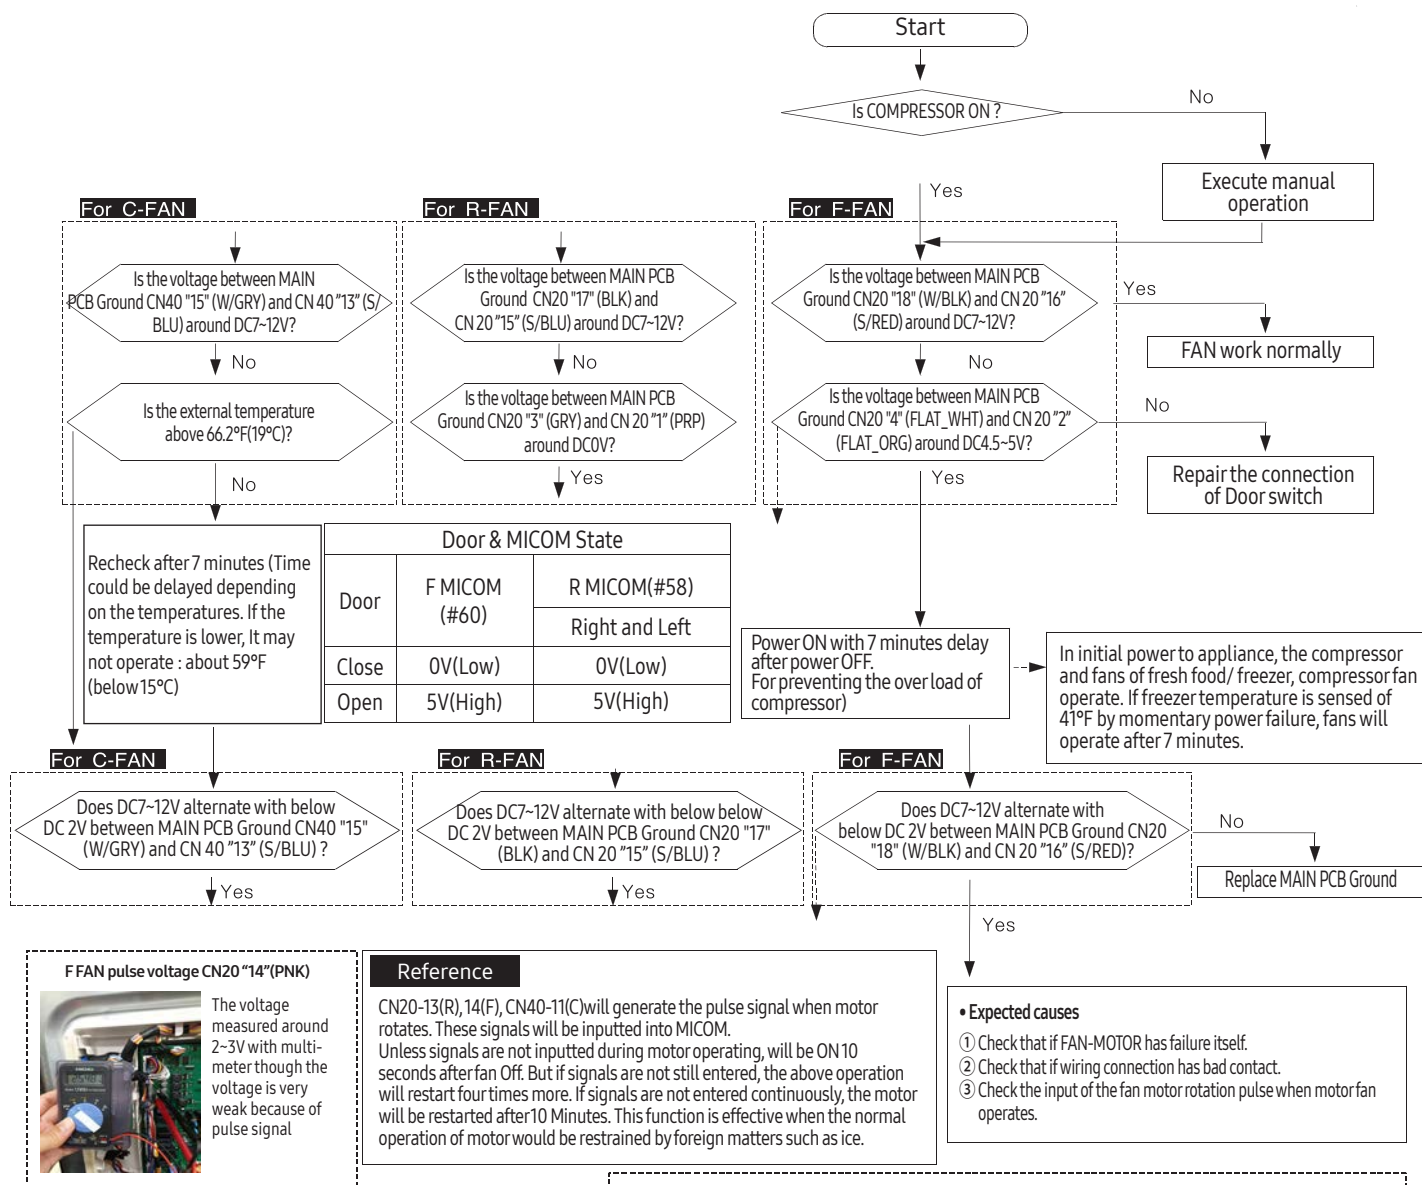 Start
Is COMPRESSOR ON ?
No
Execute manual
operation
Yes
For C-FAN
Is the voltage between MAIN
PCB Ground CN40 "15" (W/GRY) and CN 40 ″13″ (S/
BLU) around DC7~12V?
No
Is the external temperature
above 66.2°F(19°C)?
No
For R-FAN
Is the voltage between MAIN PCB
Ground CN20 "17" (BLK) and
CN 20 ″15″ (S/BLU) around DC7~12V?
No
Is the voltage between MAIN PCB
Ground CN20 "3" (GRY) and CN 20 ″1″ (PRP)
around DC0V?
Yes
For F-FAN
Is the voltage between MAIN PCB
Ground CN20 "18" (W/BLK) and CN 20 ″16″
(S/RED) around DC7~12V?
Yes
FAN work normally
No
Is the voltage between MAIN PCB
Ground CN20 "4" (FLAT_WHT) and CN 20 ″2″
(FLAT_ORG) around DC4.5~5V?
No
Repair the connection
of Door switch
Yes
Recheck after 7 minutes (Time
could be delayed depending
on the temperatures. If the
temperature is lower, It may
not operate : about 59°F
(below 15°C)
Door & MICOM State
Door
F MICOM
(#60)
R MICOM(#58)
Right and Left
Close
0V(Low)
0V(Low)
Open
5V(High)
5V(High)
Power ON with 7 minutes delay
after power OFF.
For preventing the over load of
compressor)
In initial power to appliance, the compressor
and fans of fresh food/ freezer, compressor fan
operate. If freezer temperature is sensed of
41°F by momentary power failure, fans will
operate after 7 minutes.
For C-FAN
Does DC7~12V alternate with below
DC 2V between MAIN PCB Ground CN40 "15"
(W/GRY) and CN 40 ″13″ (S/BLU) ?
Yes
For R-FAN
Does DC7~12V alternate with below below
DC 2V between MAIN PCB Ground CN20 "17"
(BLK) and CN 20 ″15″ (S/BLU) ?
Yes
For F-FAN
Does DC7~12V alternate with
below DC 2V between MAIN PCB Ground CN20
"18" (W/BLK) and CN 20 ″16″ (S/RED)?
No
Replace MAIN PCB Ground
Yes
F FAN pulse voltage CN20 “14”(PNK)
The voltage
measured around
2~3V with multi-
meter though the
voltage is very
weak because of
pulse signal
Reference
CN20-13(R), 14(F), CN40-11(C)will generate the pulse signal when motor
rotates. These signals will be inputted into MICOM.
Unless signals are not inputted during motor operating, will be ON 10
seconds after fan Off. But if signals are not still entered, the above operation
will restart four times more. If signals are not entered continuously, the motor
will be restarted after 10 Minutes. This function is effective when the normal
operation of motor would be restrained by foreign matters such as ice.
• Expected causes
① Check that if FAN-MOTOR has failure itself.
② Check that if wiring connection has bad contact.
③ Check the input of the fan motor rotation pulse when motor fan
operates.